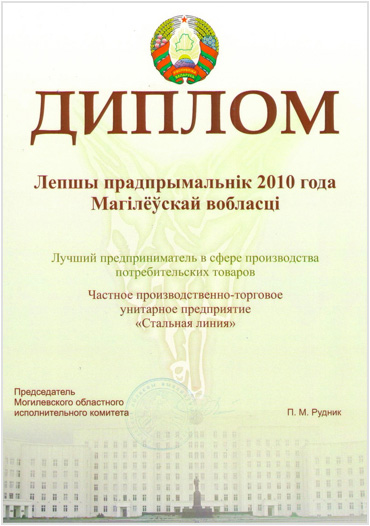 ДИПЛОМ
Лепшы прадпрымальнік 2010 года
Магілёўскай вобласці
Лучший предприниматель в сфере производства
потребительских товаров
Частное производственно-торговое
унитарное предприятие
«Стальная линия»
Председатель
Могилевского областного
исполнительного комитета
П. М. Рудник